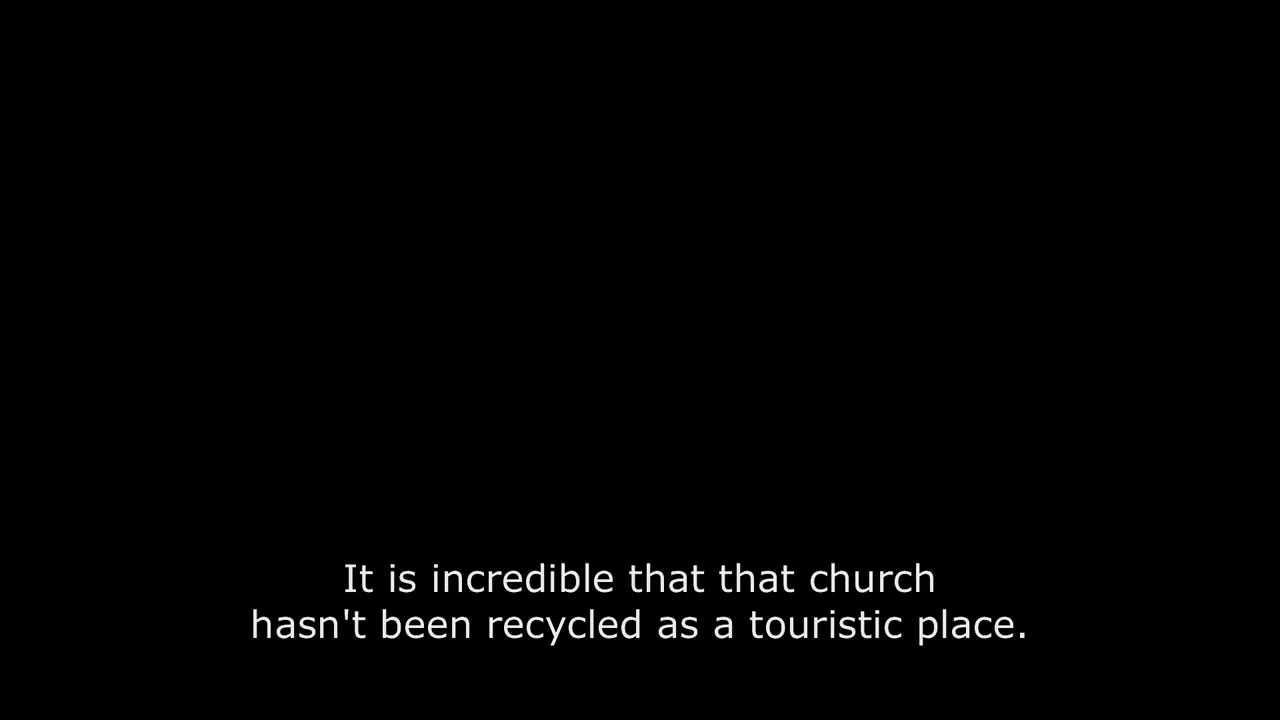 It is incredible that that church
hasn't been recycled as a touristic place.